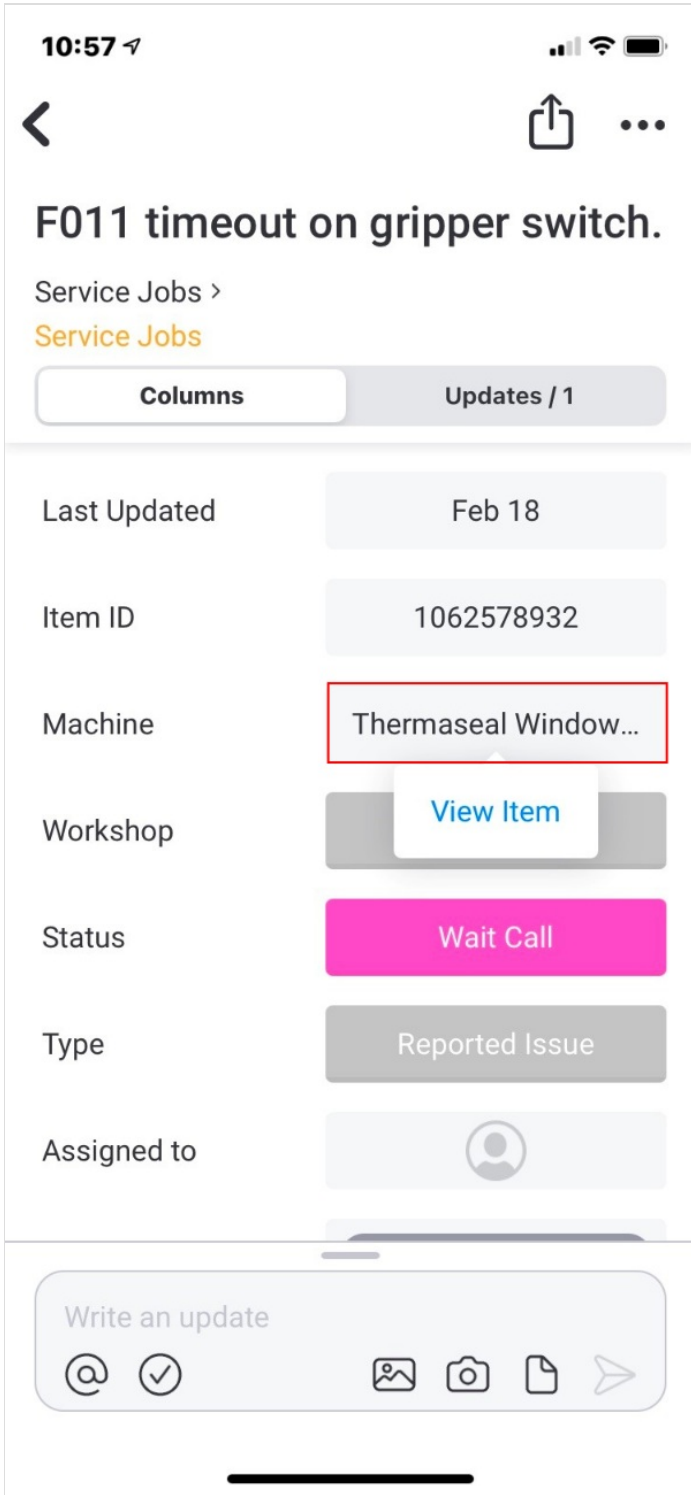 10:57
F011 timeout on gripper switch.
Service Jobs >
Service Jobs
Columns
Updates / 1
Last Updated
Feb 18
Item ID
1062578932
Machine
Thermaseal Window...
View Item
Workshop
Status
Wait Call
Type
Reported Issue
Assigned to
Write an update